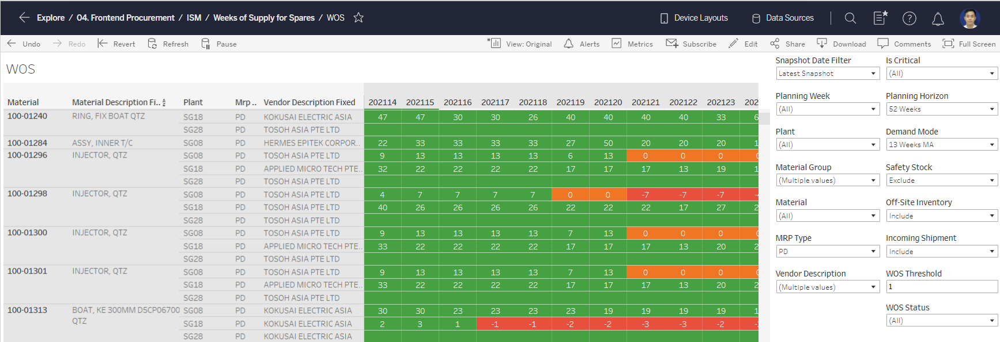 Explore / 04. Frontend Procurement / ISM / Weeks of Supply for Spares / WOS
Device Layouts
Data Sources
Undo Redo Revert Refresh Pause
View: Original Alerts Metrics Subscribe Edit Share Download Comments Full Screen
WOS
Material Material Description Fi.. Plant Mrp .. Vendor Description Fixed 202114 202115 202116 202117 202118 202119 202120 202121 202122 202123 202
100-01240 RING, FIX BOAT QTZ SG18 PD KOKUSAI ELECTRIC ASIA 47 47 30 30 26 40 40 40 40 33 6
SG28 PD TOSOH ASIA PTE LTD
100-01284 ASSY, INNER T/C SG08 PD HERMES EPITEK CORPOR.. 22 33 33 33 33 27 50 20 20 20 1
100-01296 INJECTOR, QTZ SG08 PD TOSOH ASIA PTE LTD 9 13 13 13 13 6 13 0 0 0 0
SG18 PD APPLIED MICRO TECH PTE.. 32 22 22 22 22 17 17 17 13 19 1
SG28 PD TOSOH ASIA PTE LTD
100-01298 INJECTOR, QTZ SG08 PD TOSOH ASIA PTE LTD 4 7 7 7 7 0 0 -7 -7 -7
SG18 PD TOSOH ASIA PTE LTD 40 26 26 26 26 22 22 22 17 27 2
SG28 PD TOSOH ASIA PTE LTD
100-01300 INJECTOR, QTZ SG08 PD TOSOH ASIA PTE LTD 9 13 13 13 13 7 13 0 0 0 0
SG18 PD APPLIED MICRO TECH PTE.. 33 22 22 22 22 17 17 17 13 20 2
SG28 PD TOSOH ASIA PTE LTD
100-01301 INJECTOR, QTZ SG08 PD TOSOH ASIA PTE LTD 9 13 13 13 13 7 13 0 0 0 0
SG18 PD APPLIED MICRO TECH PTE.. 33 22 22 22 22 17 17 17 13 20 2
SG28 PD TOSOH ASIA PTE LTD
100-01313 BOAT, KE 300MM D5CP06700 SG08 PD KOKUSAI ELECTRIC ASIA 30 30 23 23 23 23 19 19 19 19 1
QTZ SG18 PD KOKUSAI ELECTRIC ASIA 2 3 1 -1 -1 -2 -2 -3 -3 -2
SG28 PD KOKUSAI ELECTRIC ASIA
Snapshot Date Filter
Latest Snapshot
Planning Week
(All)
Plant
(All)
Material Group
(Multiple values)
Material
(All)
MRP Type
PD
Vendor Description
(Multiple values)
Is Critical
(All)
Planning Horizon
52 Weeks
Demand Mode
13 Weeks MA
Safety Stock
Exclude
Off-Site Inventory
Include
Incoming Shipment
Include
WOS Threshold
1
WOS Status
(All)